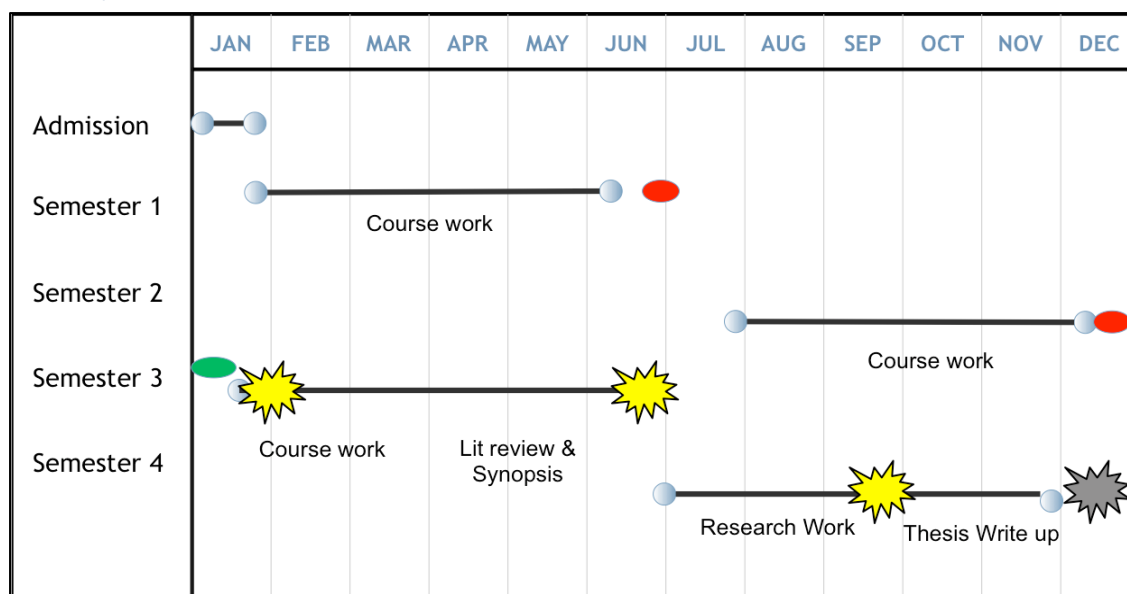 JAN FEB MAR APR MAY JUN JUL AUG SEP OCT NOV DEC
Admission
Semester 1
Course work
Semester 2
Course work
Semester 3
Course work
Lit review &
Synopsis
Semester 4
Research Work
Thesis Write up